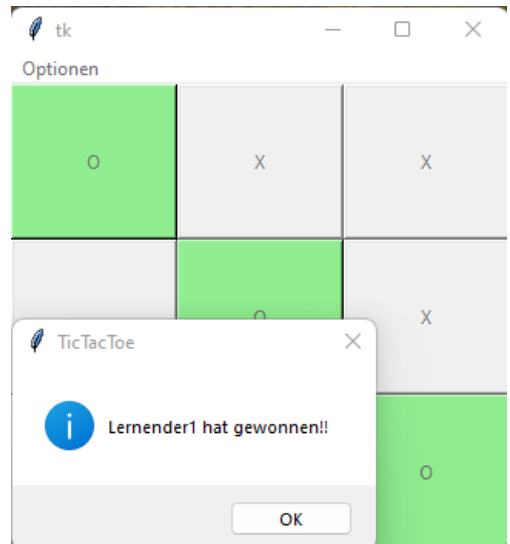 tk
Optionen
O X X
O X
TicTacToe
Lernender1 hat gewonnen!!
O
OK